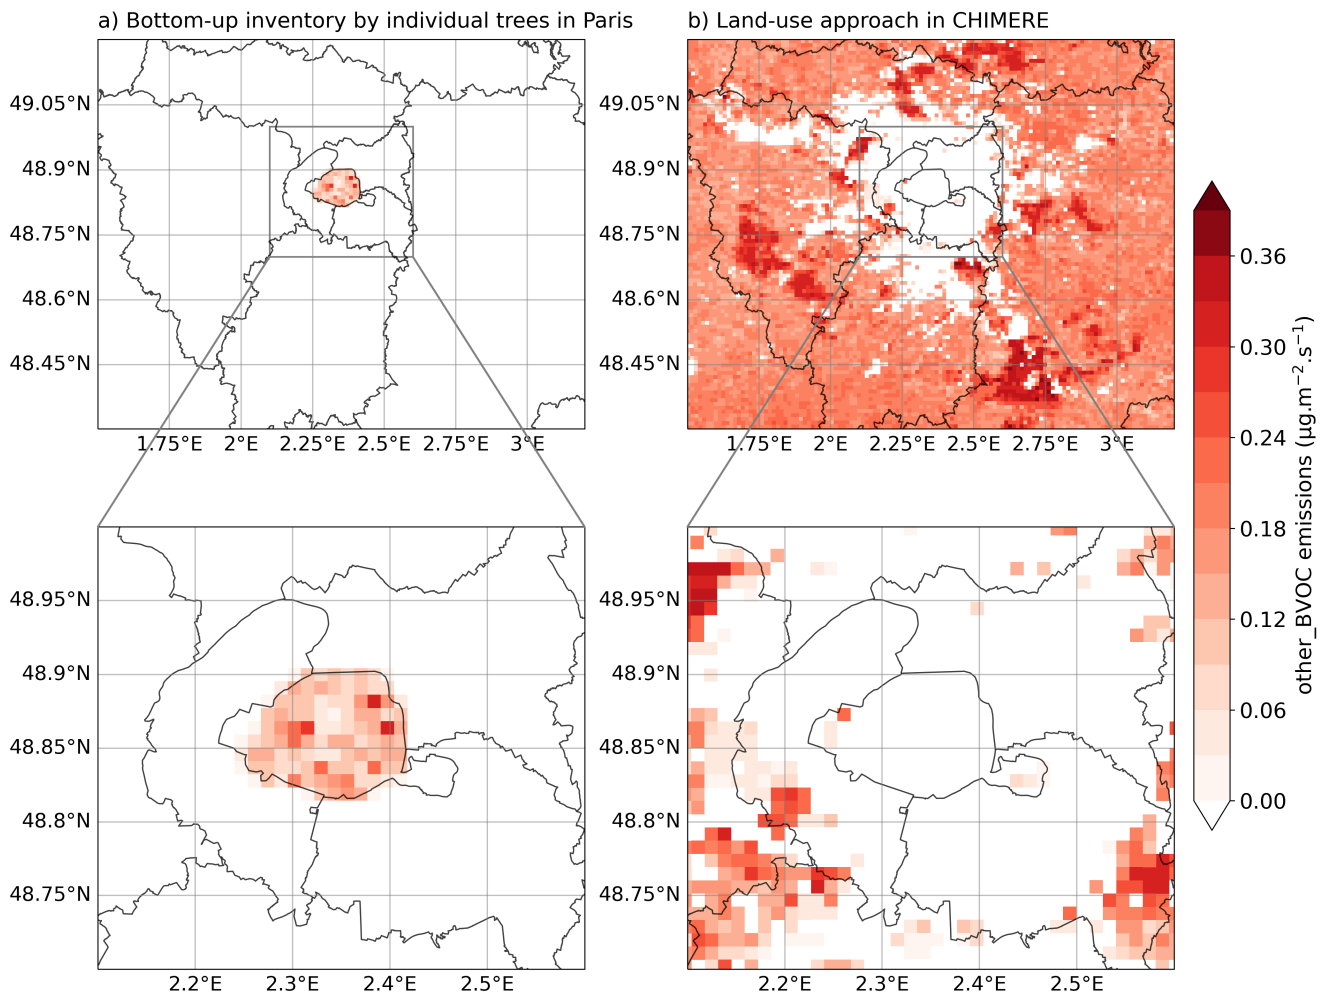 a) Bottom-up inventory by individual trees in Paris
b) Land-use approach in CHIMERE
49.05°N
48.9°N
48.75°N
48.6°N
48.45°N
1.75°E 2°E 2.25°E 2.5°E 2.75°E 3°E
49.05°N
48.9°N
48.75°N
48.6°N
48.45°N
1.75°E 2°E 2.25°E 2.5°E 2.75°E 3°E
48.95°N
48.9°N
48.85°N
48.8°N
48.75°N
2.2°E 2.3°E 2.4°E 2.5°E
48.95°N
48.9°N
48.85°N
48.8°N
48.75°N
2.2°E 2.3°E 2.4°E 2.5°E
0.36
0.30
0.24
0.18
0.12
0.06
0.00
other_BVOC emissions (µg.m⁻².s⁻¹)